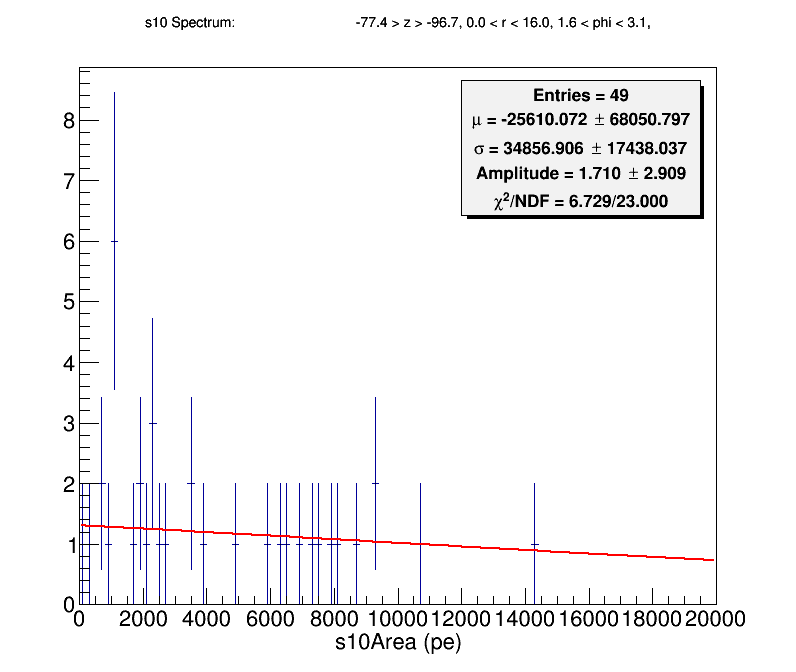 s10 Spectrum: -77.4 > z > -96.7, 0.0 < r < 16.0, 1.6 < phi < 3.1,
Entries = 49
μ = -25610.072 ± 68050.797
σ = 34856.906 ± 17438.037
Amplitude = 1.710 ± 2.909
χ²/NDF = 6.729/23.000
8
7
6
5
4
3
2
1
0
0 2000 4000 6000 8000 10000 12000 14000 16000 18000 20000
s10Area (pe)